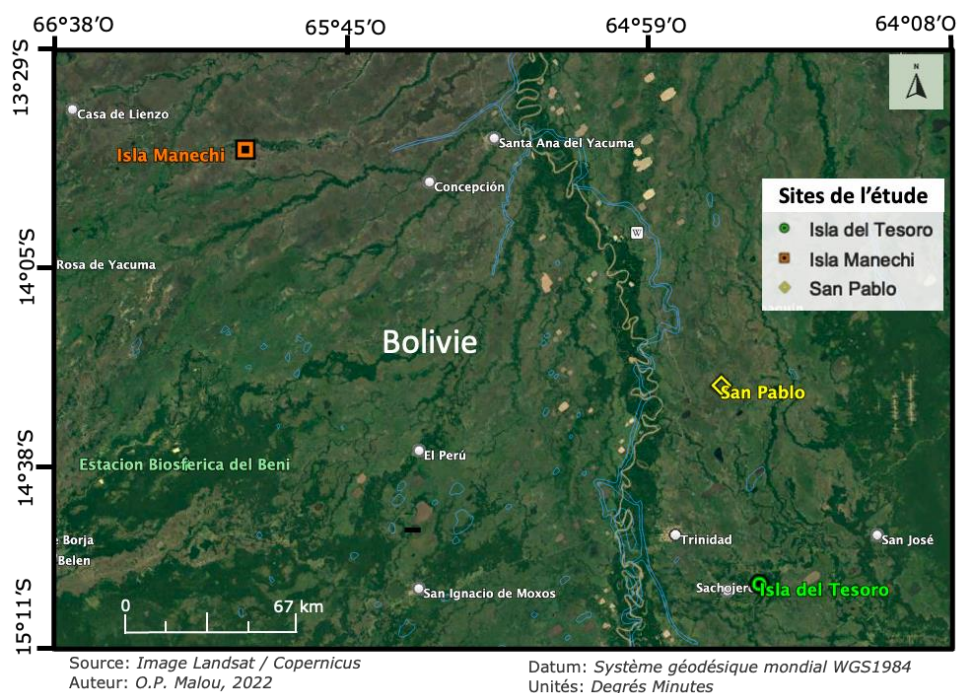 66°38'O 65°45'O 64°59'O 64°08'O
13°29'S
14°05'S
14°38'S
15°11'S
N
Casa de Lienzo
Isla Manechi
Santa Ana del Yacuma
Concepción
W
Rosa de Yacuma
Sites de l'étude
Isla del Tesoro
Isla Manechi
San Pablo
Bolivie
San Pablo
El Perú
Estacion Biosferica del Beni
Borja
Belen
Trinidad
San José
San Ignacio de Moxos
Sachojere
Isla del Tesoro
0 67 km
Source: Image Landsat / Copernicus
Auteur: O.P. Malou, 2022
Datum: Système géodésique mondial WGS1984
Unités: Degrés Minutes